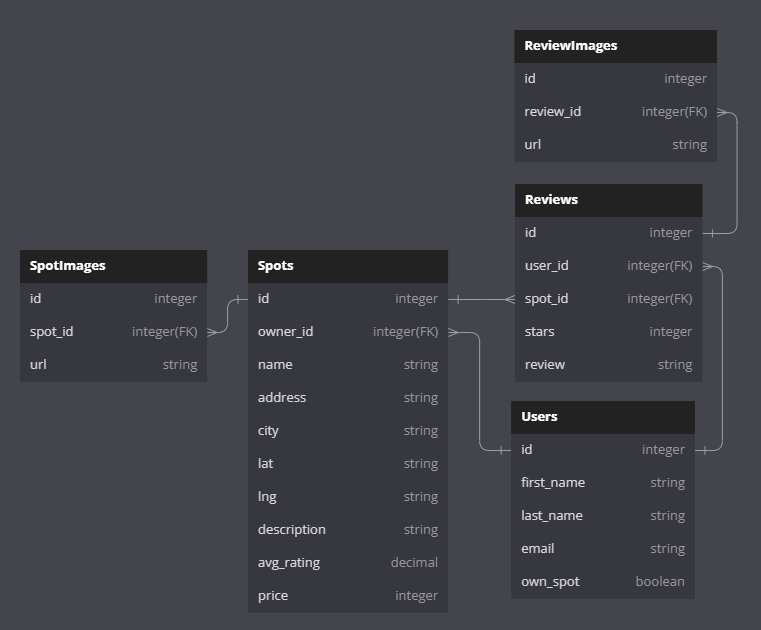 ReviewImages
id integer
review_id integer(FK)
url string
Reviews
id integer
user_id integer(FK)
spot_id integer(FK)
stars integer
review string
SpotImages
id integer
spot_id integer(FK)
url string
Spots
id integer
owner_id integer(FK)
name string
address string
city string
lat string
lng string
description string
avg_rating decimal
price integer
Users
id integer
first_name string
last_name string
email string
own_spot boolean